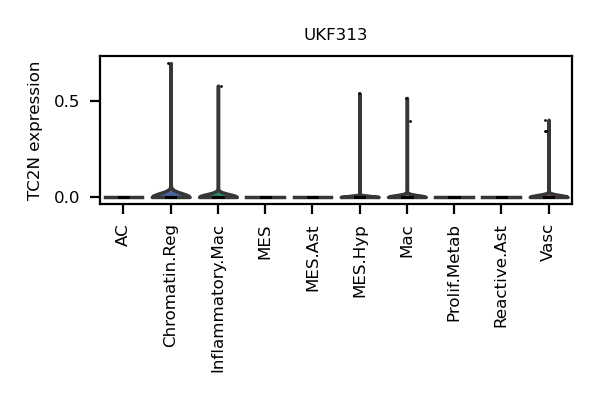 UKF313
TC2N expression
0.5
0.0
AC
Chromatin.Reg
Inflammatory.Mac
MES
MES.Ast
MES.Hyp
Mac
Prolif.Metab
Reactive.Ast
Vasc